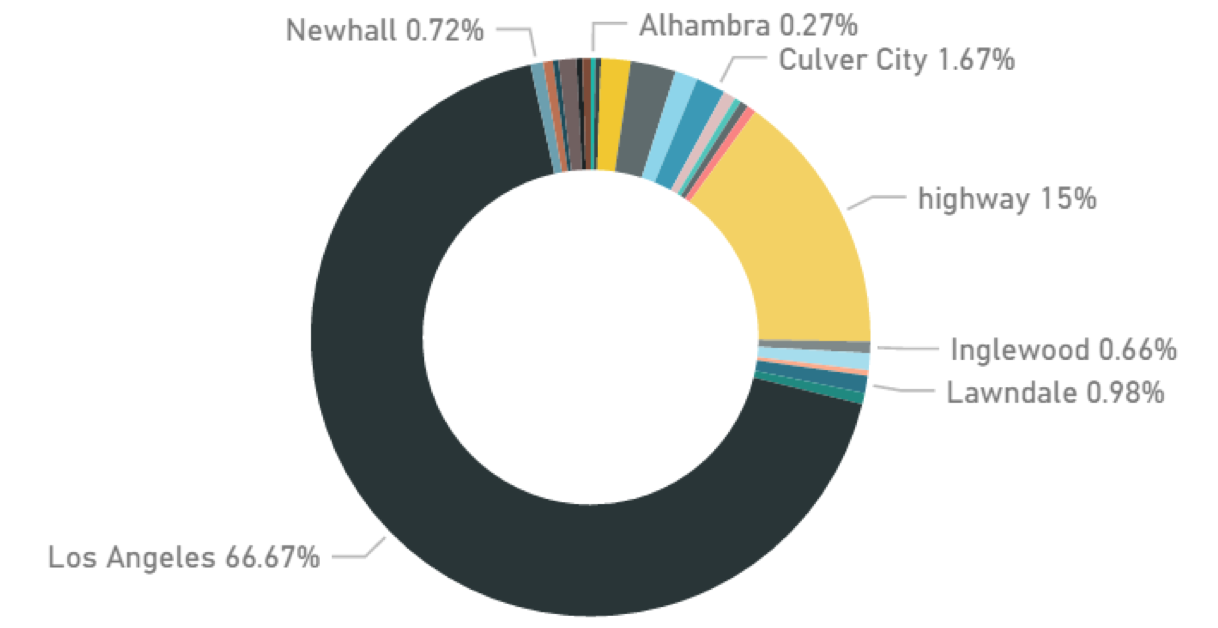 Newhall 0.72%
Alhambra 0.27%
Culver City 1.67%
highway 15%
Inglewood 0.66%
Lawndale 0.98%
Los Angeles 66.67%